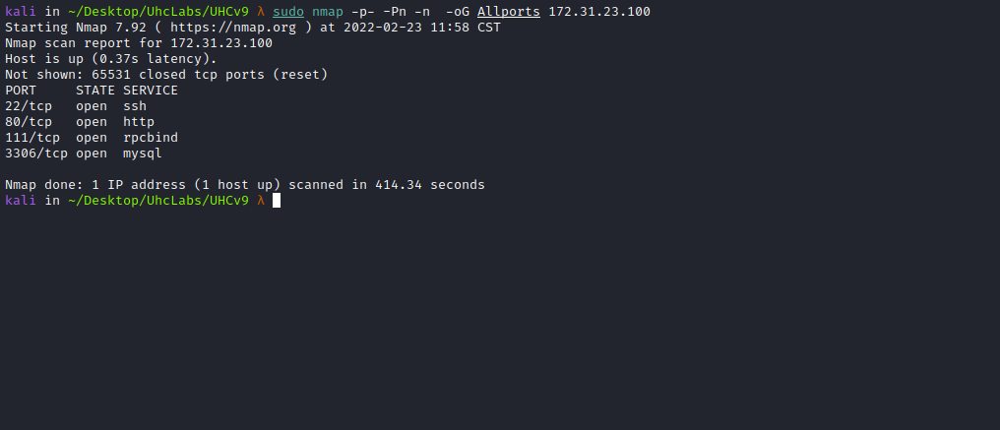 kali in ~/Desktop/UhcLabs/UHCv9 λ sudo nmap -p- -Pn -n  -oG Allports 172.31.23.100
Starting Nmap 7.92 ( https://nmap.org ) at 2022-02-23 11:58 CST
Nmap scan report for 172.31.23.100
Host is up (0.37s latency).
Not shown: 65531 closed tcp ports (reset)
PORT     STATE SERVICE
22/tcp   open  ssh
80/tcp   open  http
111/tcp  open  rpcbind
3306/tcp open  mysql

Nmap done: 1 IP address (1 host up) scanned in 414.34 seconds
kali in ~/Desktop/UhcLabs/UHCv9 λ